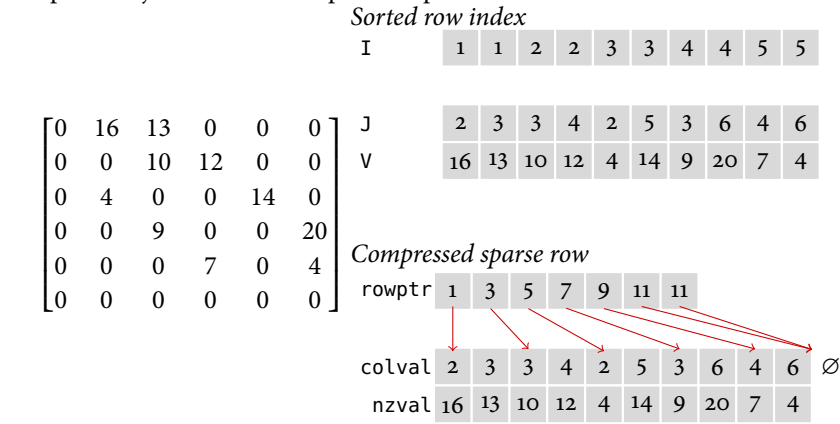 Sorted row index
I 1 1 2 2 3 3 4 4 5 5
J 2 3 3 4 2 5 3 6 4 6
V 16 13 10 12 4 14 9 20 7 4
0 16 13 0 0 0
0 0 10 12 0 0
0 4 0 0 14 0
0 0 9 0 0 20
0 0 0 7 0 4
0 0 0 0 0 0
Compressed sparse row
rowptr 1 3 5 7 9 11 11
colval 2 3 3 4 2 5 3 6 4 6 ∅
nzval 16 13 10 12 4 14 9 20 7 4